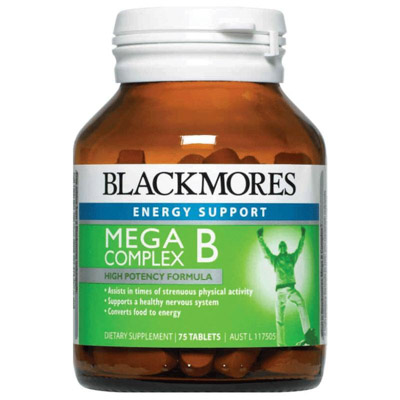 BLACKMORES
ENERGY SUPPORT
MEGA B
COMPLEX
HIGH POTENCY FORMULA
• Assists in times of strenuous physical activity
• Supports a healthy nervous system
• Converts food to energy
DIETARY SUPPLEMENT | 75 TABLETS | AUST L 117505